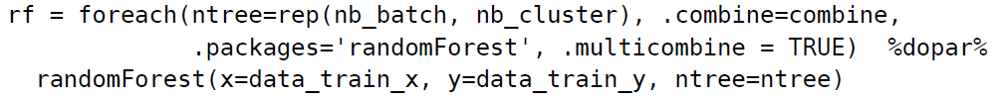 rf = foreach(ntree=rep(nb_batch, nb_cluster), .combine=combine,
.packages='randomForest', .multicombine = TRUE) %dopar%
randomForest(x=data_train_x, y=data_train_y, ntree=ntree)